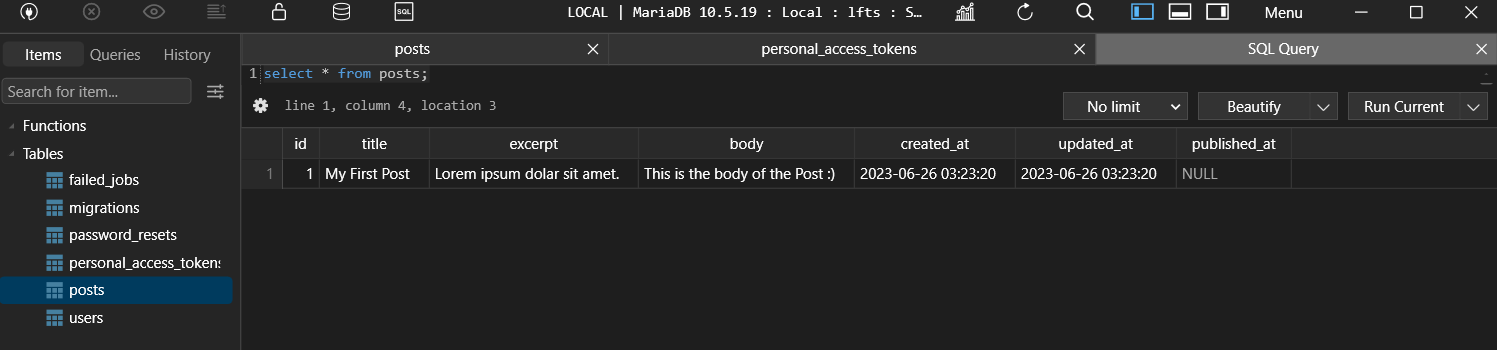 SQL LOCAL | MariaDB 10.5.19 : Local : lfts : S... Menu
Items Queries History
posts personal_access_tokens SQL Query
1 select * from posts;
Search for item...
line 1, column 4, location 3 No limit Beautify Run Current
Functions
Tables
failed_jobs
migrations
password_resets
personal_access_tokens
posts
users
id title excerpt body created_at updated_at published_at
1 1 My First Post Lorem ipsum dolar sit amet. This is the body of the Post :) 2023-06-26 03:23:20 2023-06-26 03:23:20 NULL